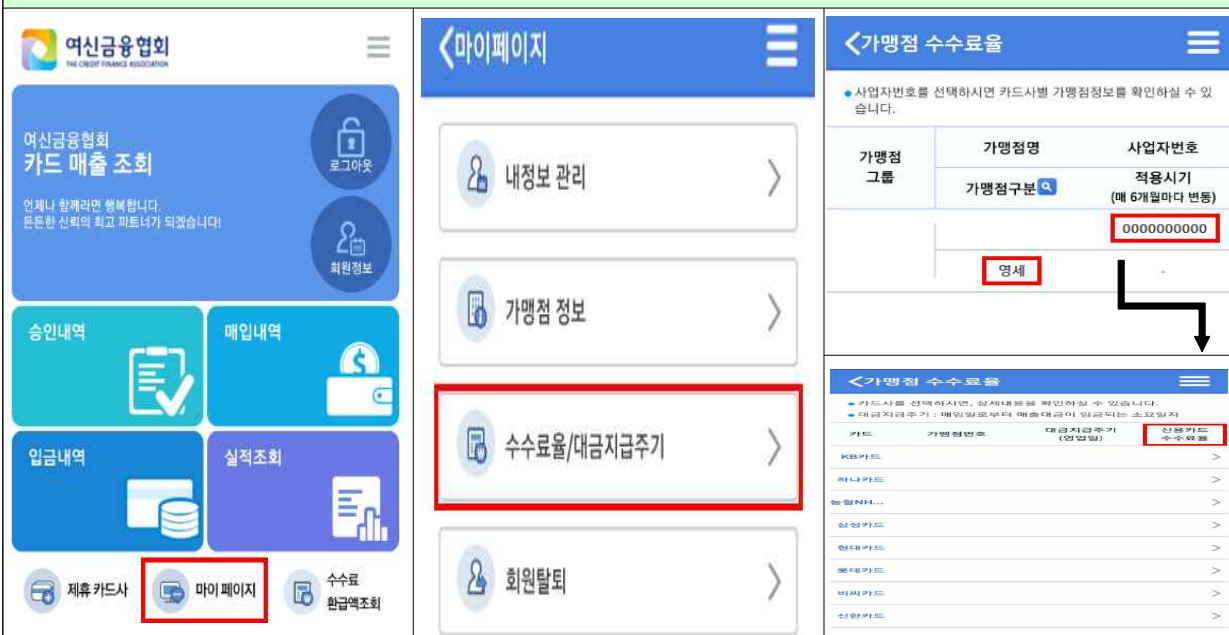 여신금융협회
THE CREDIT FINANCE ASSOCIATION
여신금융협회
카드 매출 조회
언제나 함께라면 행복합니다.
든든한 신뢰의 최고 파트너가 되겠습니다!
로그아웃
회원정보
승인내역
매입내역
입금내역
실적조회
제휴 카드사
마이 페이지
수수료
환급액조회
마이페이지
내정보 관리
가맹점 정보
수수료율/대금지급주기
회원탈퇴
가맹점 수수료율
사업자번호를 선택하시면 카드사별 가맹점정보를 확인하실 수 있
습니다.
가맹점
그룹
가맹점명
사업자번호
가맹점구분
적용시기
(매 6개월마다 변동)
0000000000
영세
-
가맹점 수수료율
카드사를 선택하시면, 상세내용을 확인하실 수 있습니다.
대금지급주기 : 매입일로부터 매출대금이 입금되는 소요일자
카드
가맹점번호
대금지급주기
(영업일)
신용카드
수수료율
KB카드
하나카드
농협NH...
삼성카드
현대카드
롯데카드
비씨카드
신한카드